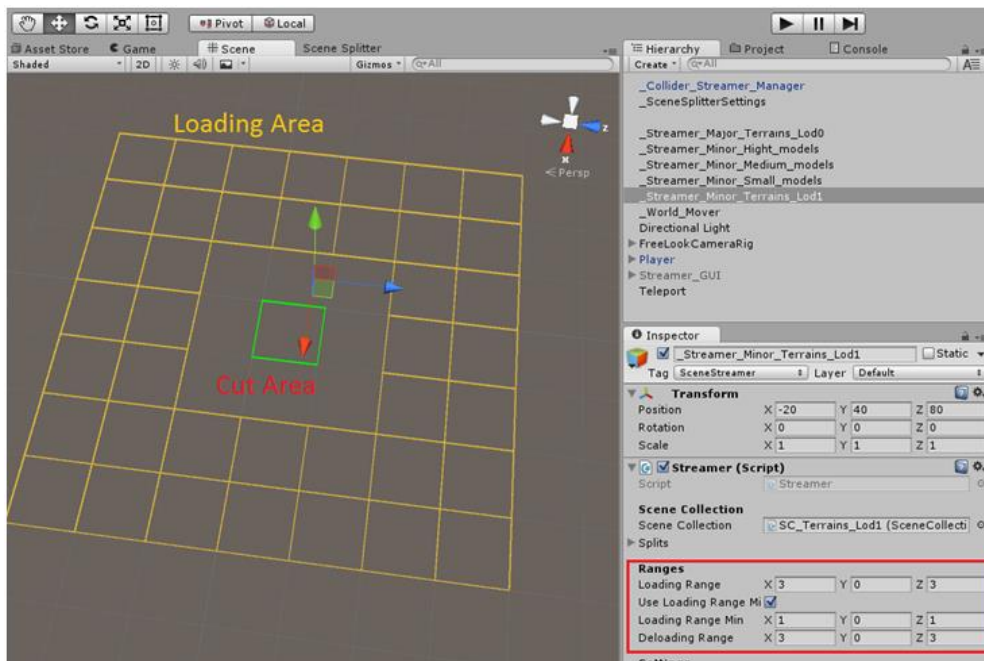 Pivot Local
Asset Store Game Scene Scene Splitter
Shaded 2D Gizmos All
Loading Area
Cut Area
x
z
Persp
Hierarchy Project Console
Create All
_Collider_Streamer_Manager
_SceneSplitterSettings
_Streamer_Major_Terrains_Lod0
_Streamer_Minor_Hight_models
_Streamer_Minor_Medium_models
_Streamer_Minor_Small_models
_Streamer_Minor_Terrains_Lod1
_World_Mover
Directional Light
FreeLookCameraRig
Player
Streamer_GUI
Teleport
Inspector
_Streamer_Minor_Terrains_Lod1 Static
Tag SceneStreamer Layer Default
Transform
Position X -20 Y 40 Z 80
Rotation X 0 Y 0 Z 0
Scale X 1 Y 1 Z 1
Streamer (Script)
Script Streamer
Scene Collection
Scene Collection SC_Terrains_Lod1 (SceneCollecti
Splits
Ranges
Loading Range X 3 Y 0 Z 3
Use Loading Range Mi
Loading Range Min X 1 Y 0 Z 1
Deloading Range X 3 Y 0 Z 3